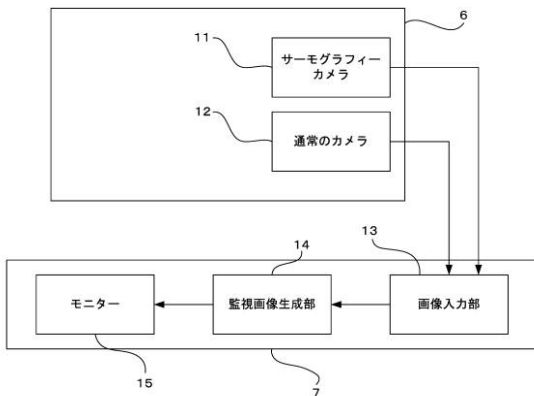 6
11
サーモグラフィー
カメラ
12
通常のカメラ
14
13
モニター
監視画像生成部
画像入力部
15
7